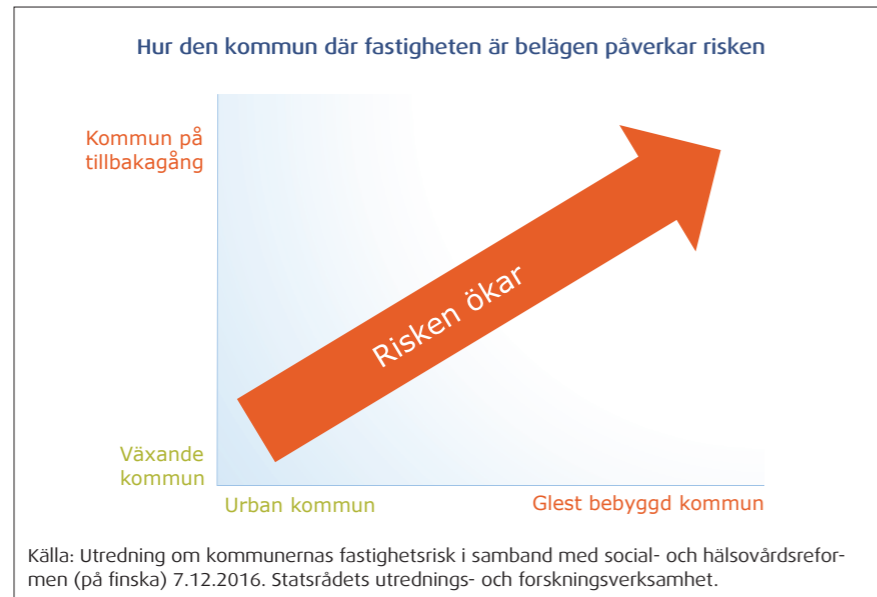 Hur den kommun där fastigheten är belägen påverkar risken
Kommun på
tillbakagång
Risken ökar
Växande
kommun
Urban kommun
Glest bebyggd kommun
Källa: Utredning om kommunernas fastighetsrisk i samband med social- och hälsovårdsrefor-
men (på finska) 7.12.2016. Statsrådets utrednings- och forskningsverksamhet.